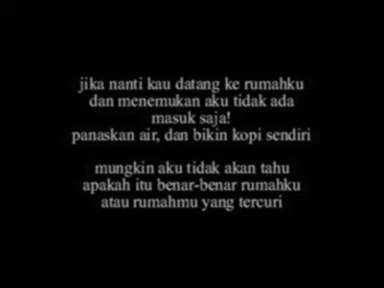 jika nanti kau datang ke rumahku
dan menemukan aku tidak ada
masuk saja!
panaskan air, dan bikin kopi sendiri
mungkin aku tidak akan tahu
apakah itu benar-benar rumahku
atau rumahmu yang tercuri